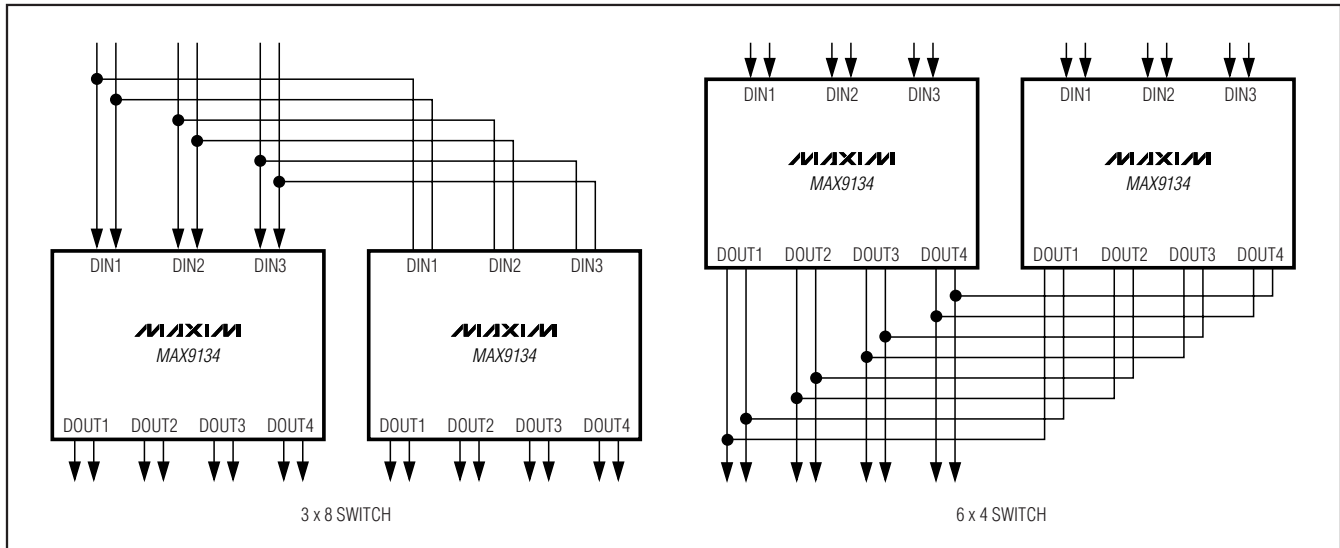 DIN1 DIN2 DIN3
MAXIM
MAX9134
DOUT1 DOUT2 DOUT3 DOUT4
DIN1 DIN2 DIN3
MAXIM
MAX9134
DOUT1 DOUT2 DOUT3 DOUT4
3 x 8 SWITCH
DIN1 DIN2 DIN3
MAXIM
MAX9134
DOUT1 DOUT2 DOUT3 DOUT4
DIN1 DIN2 DIN3
MAXIM
MAX9134
DOUT1 DOUT2 DOUT3 DOUT4
6 x 4 SWITCH